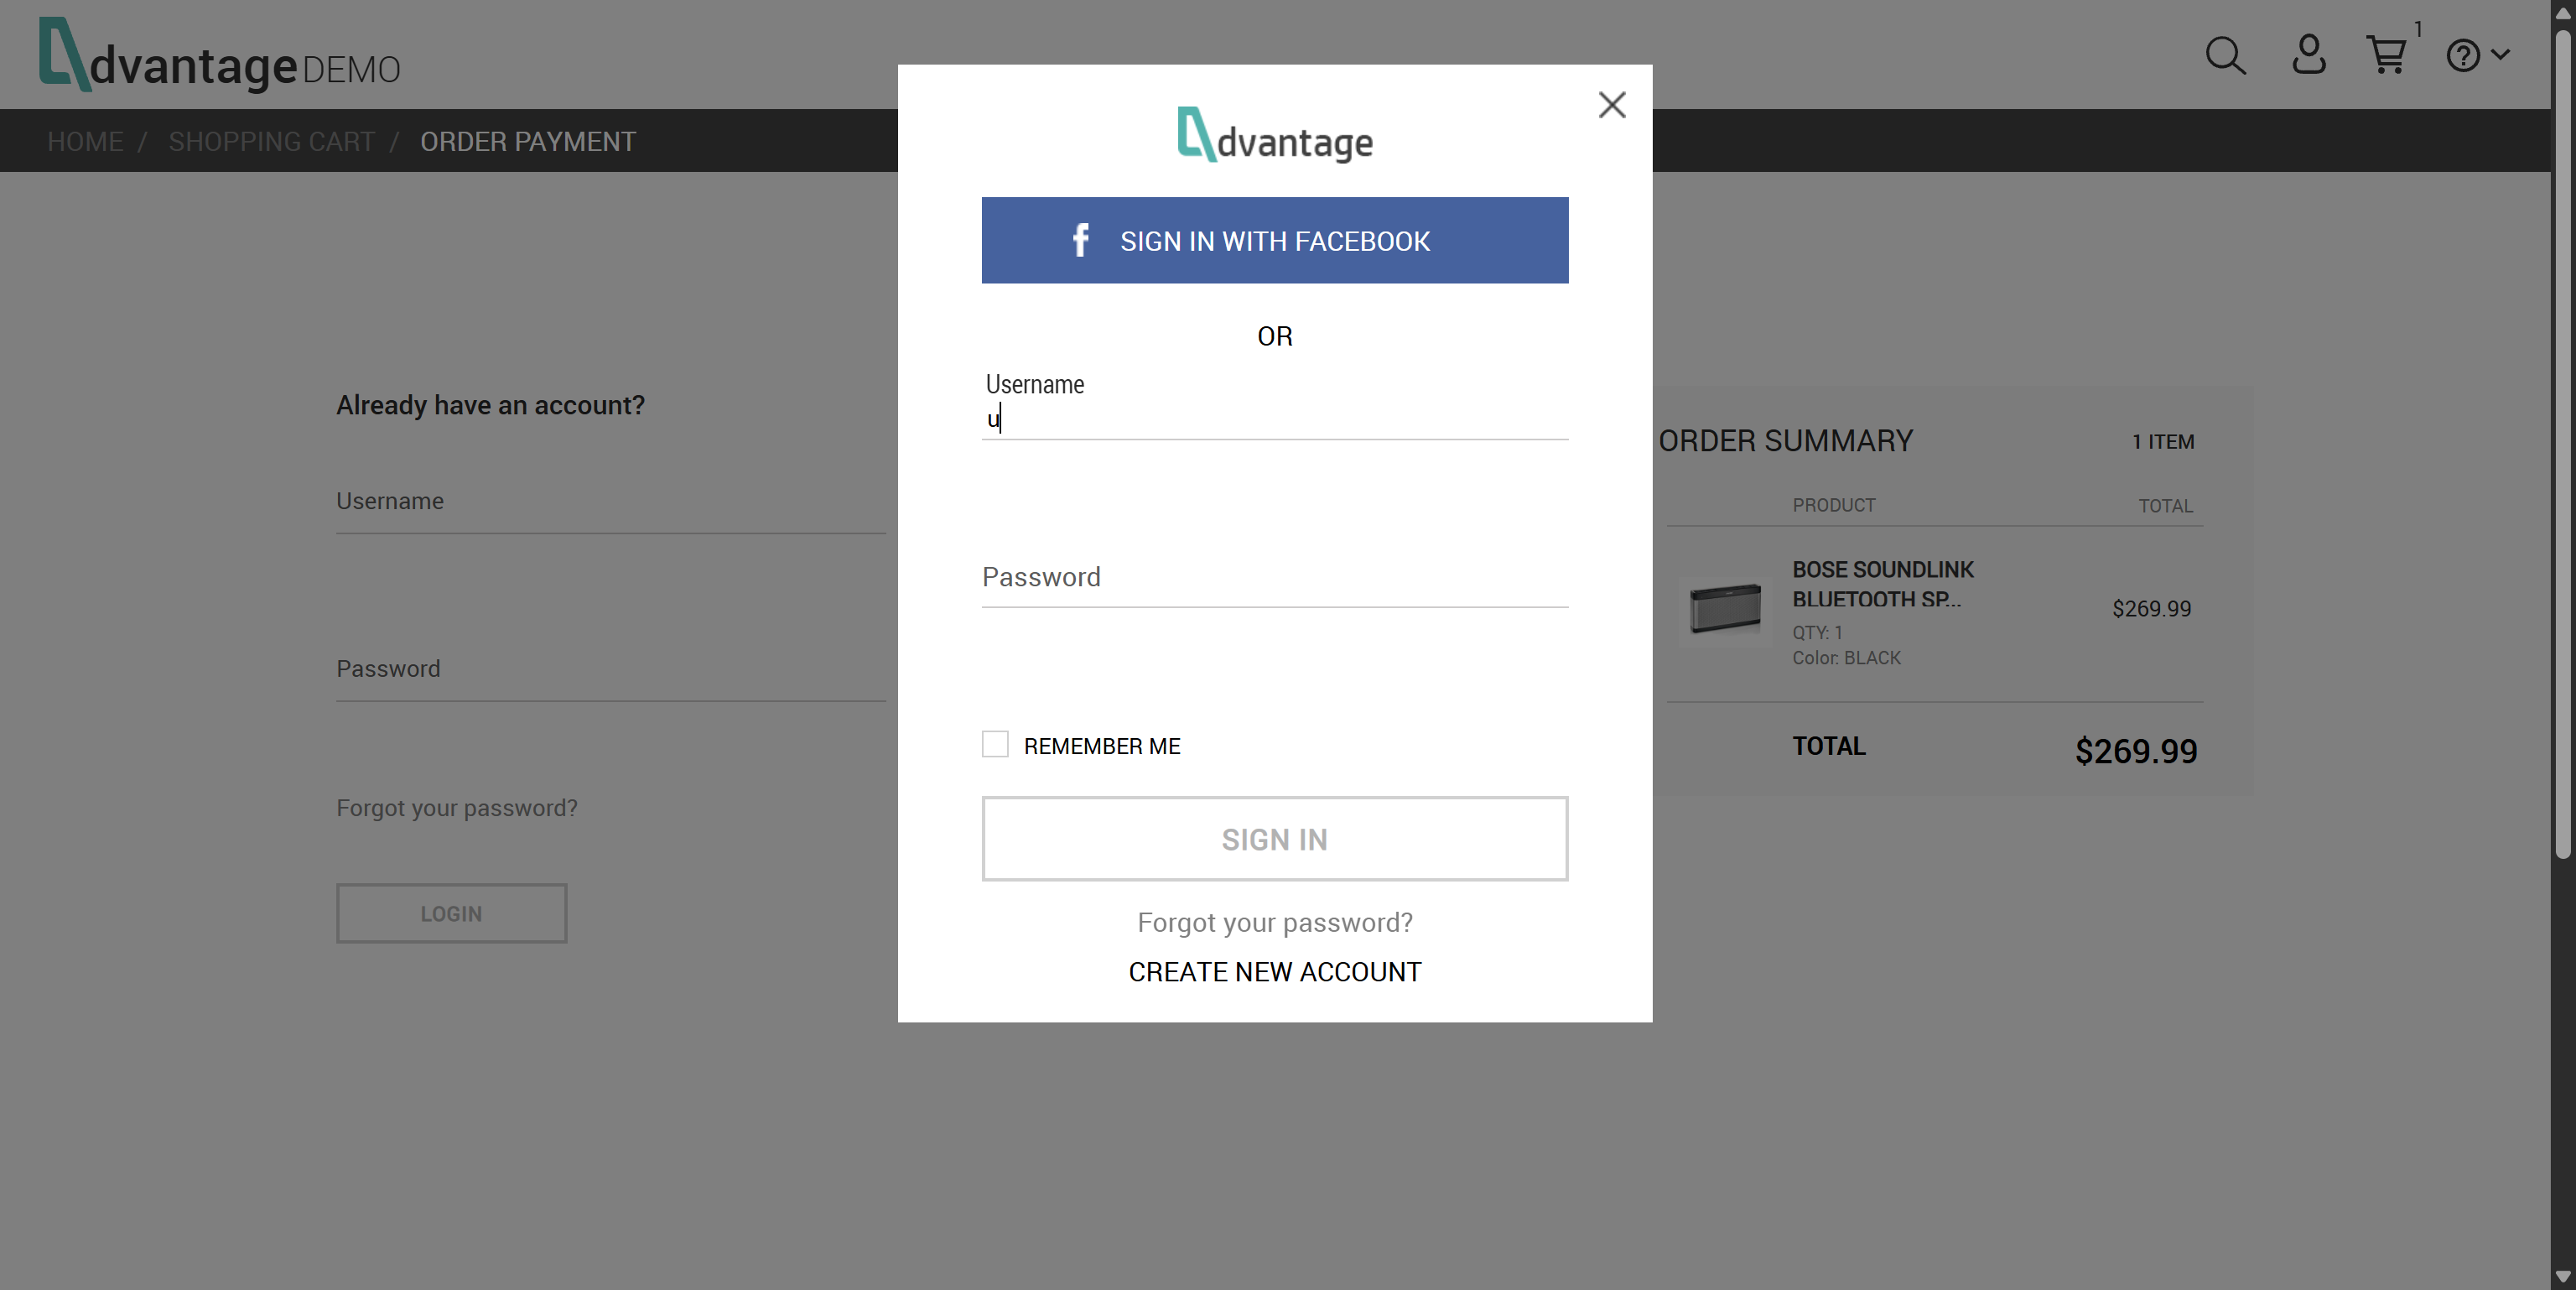 dvantage DEMO
1
HOME / SHOPPING CART / ORDER PAYMENT
Already have an account?
Username
Password
Forgot your password?
LOGIN
dvantage
SIGN IN WITH FACEBOOK
OR
Username
u
Password
REMEMBER ME
SIGN IN
Forgot your password?
CREATE NEW ACCOUNT
ORDER SUMMARY 1 ITEM
PRODUCT TOTAL
BOSE SOUNDLINK
BLUETOOTH SP...
$269.99
QTY: 1
Color: BLACK
TOTAL $269.99